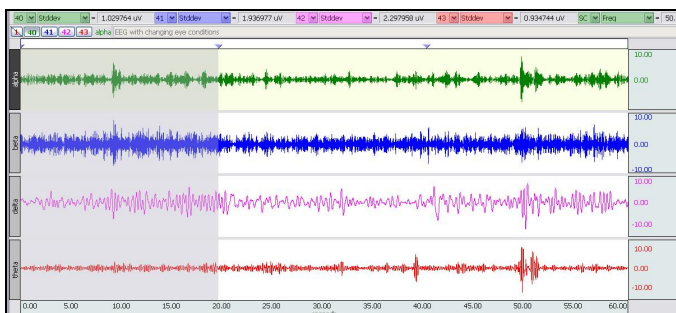 40 Stddev = 1.029764 uV 41 Stddev = 1.936977 uV 42 Stddev = 2.297958 uV 43 Stddev = 0.934744 uV SC Freq = 50.
1 40 41 42 43 alpha EEG with changing eye conditions
alpha
10.00
0.00
beta
10.00
0.00
-10.00
delta
10.00
0.00
-10.00
theta
10.00
0.00
-10.00
0.00 5.00 10.00 15.00 20.00 25.00 30.00 35.00 40.00 45.00 50.00 55.00 60.00